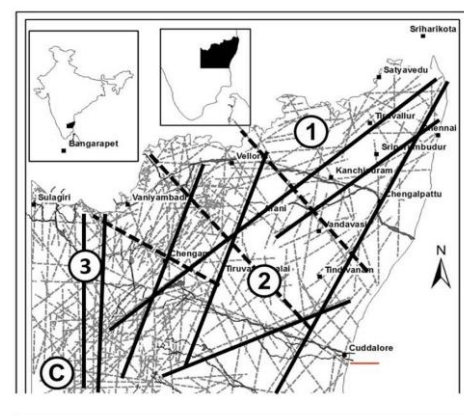 Sriharikota
Satyavedu
Bangarapet
Tiruvallur
Chennai
1
Sriperumbudur
Vellore
Kanchipuram
Chengalpattu
Sulagiri
Vaniyambadi
Arani
Vandavasi
N
3
Chengam
2
Tiruvannamalai
Tindivanam
Cuddalore
C